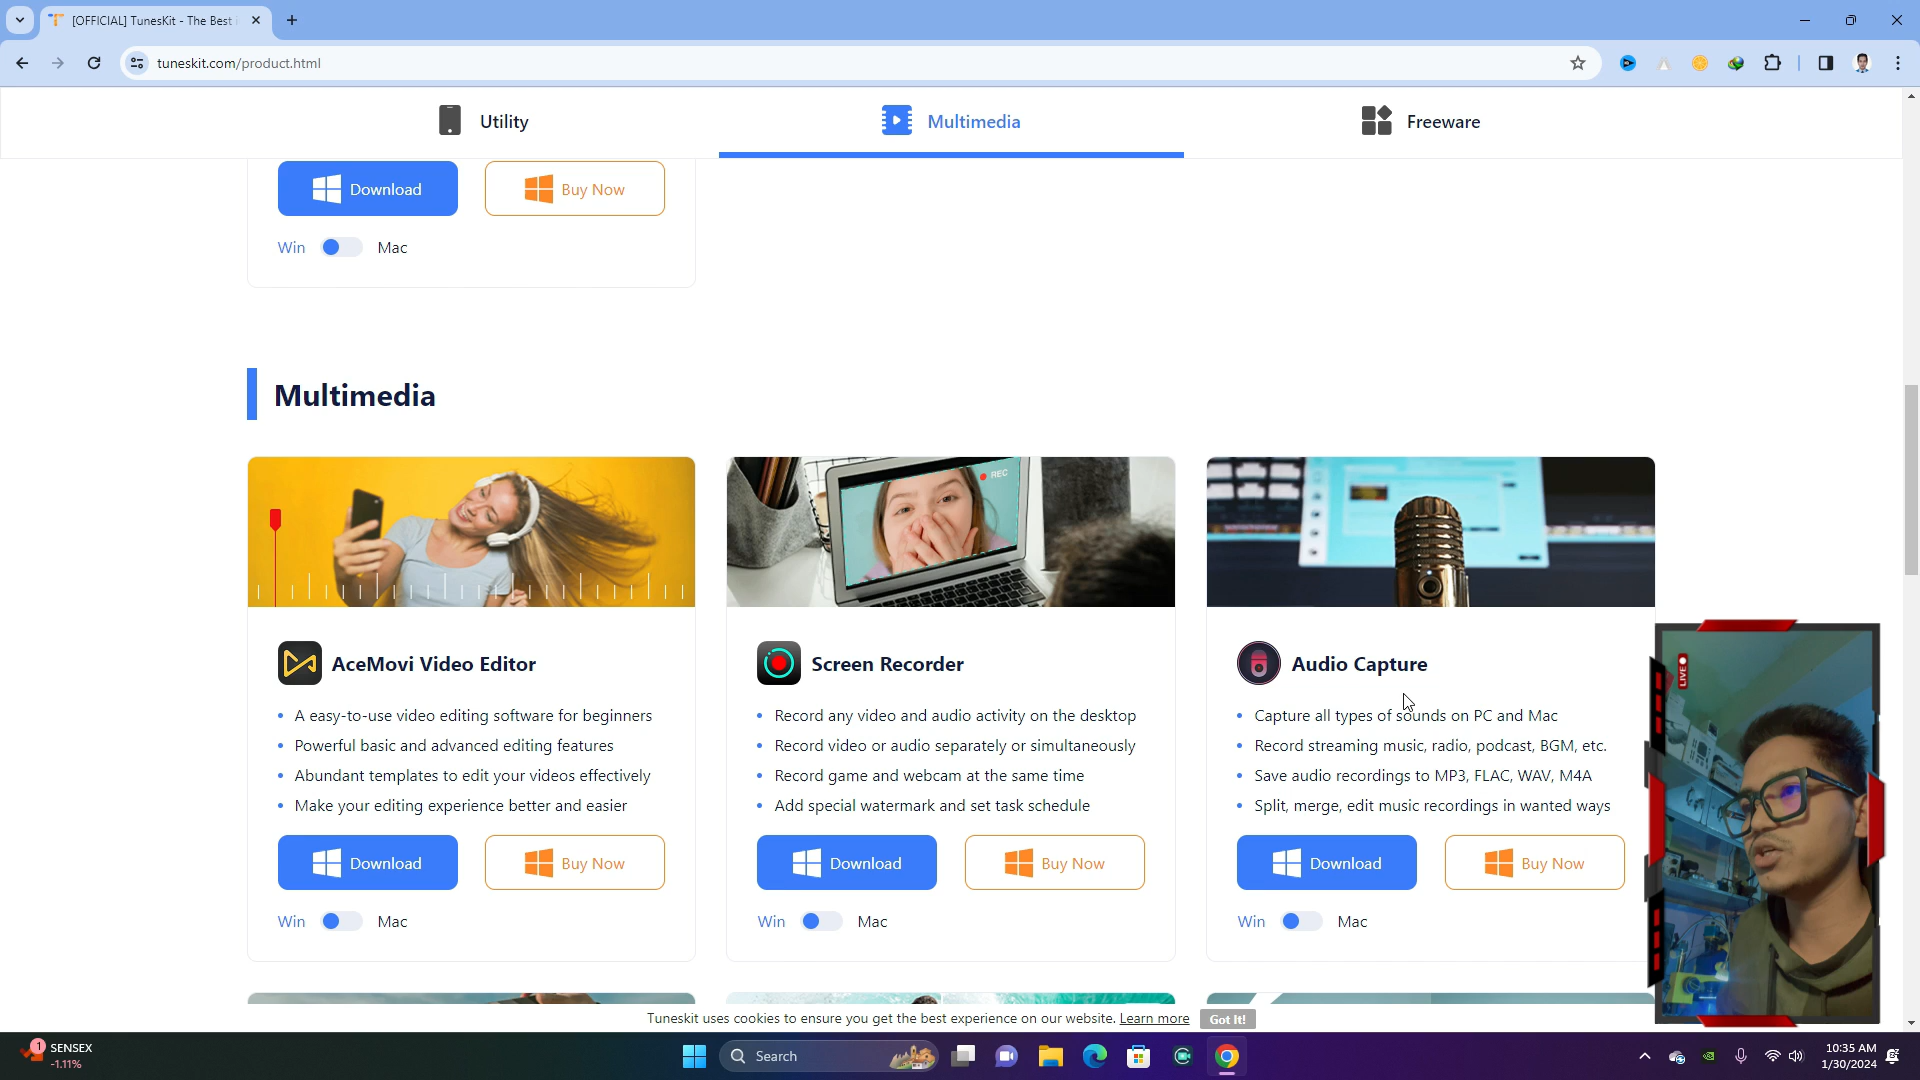 [OFFICIAL] TunesKit - The Best
tuneskit.com/product.html
Utility
Multimedia
Freeware
Download
Buy Now
Win
Mac
Multimedia
REC
AceMovi Video Editor
A easy-to-use video editing software for beginners
Powerful basic and advanced editing features
Abundant templates to edit your videos effectively
Make your editing experience better and easier
Download
Buy Now
Win
Mac
Screen Recorder
Record any video and audio activity on the desktop
Record video or audio separately or simultaneously
Record game and webcam at the same time
Add special watermark and set task schedule
Download
Buy Now
Win
Mac
Audio Capture
Capture all types of sounds on PC and Mac
Record streaming music, radio, podcast, BGM, etc.
Save audio recordings to MP3, FLAC, WAV, M4A
Split, merge, edit music recordings in wanted ways
Download
Buy Now
Win
Mac
LIVE
Tuneskit uses cookies to ensure you get the best experience on our website. Learn more
Got It!
1
SENSEX
-1.11%
Search
10:35 AM
1/30/2024